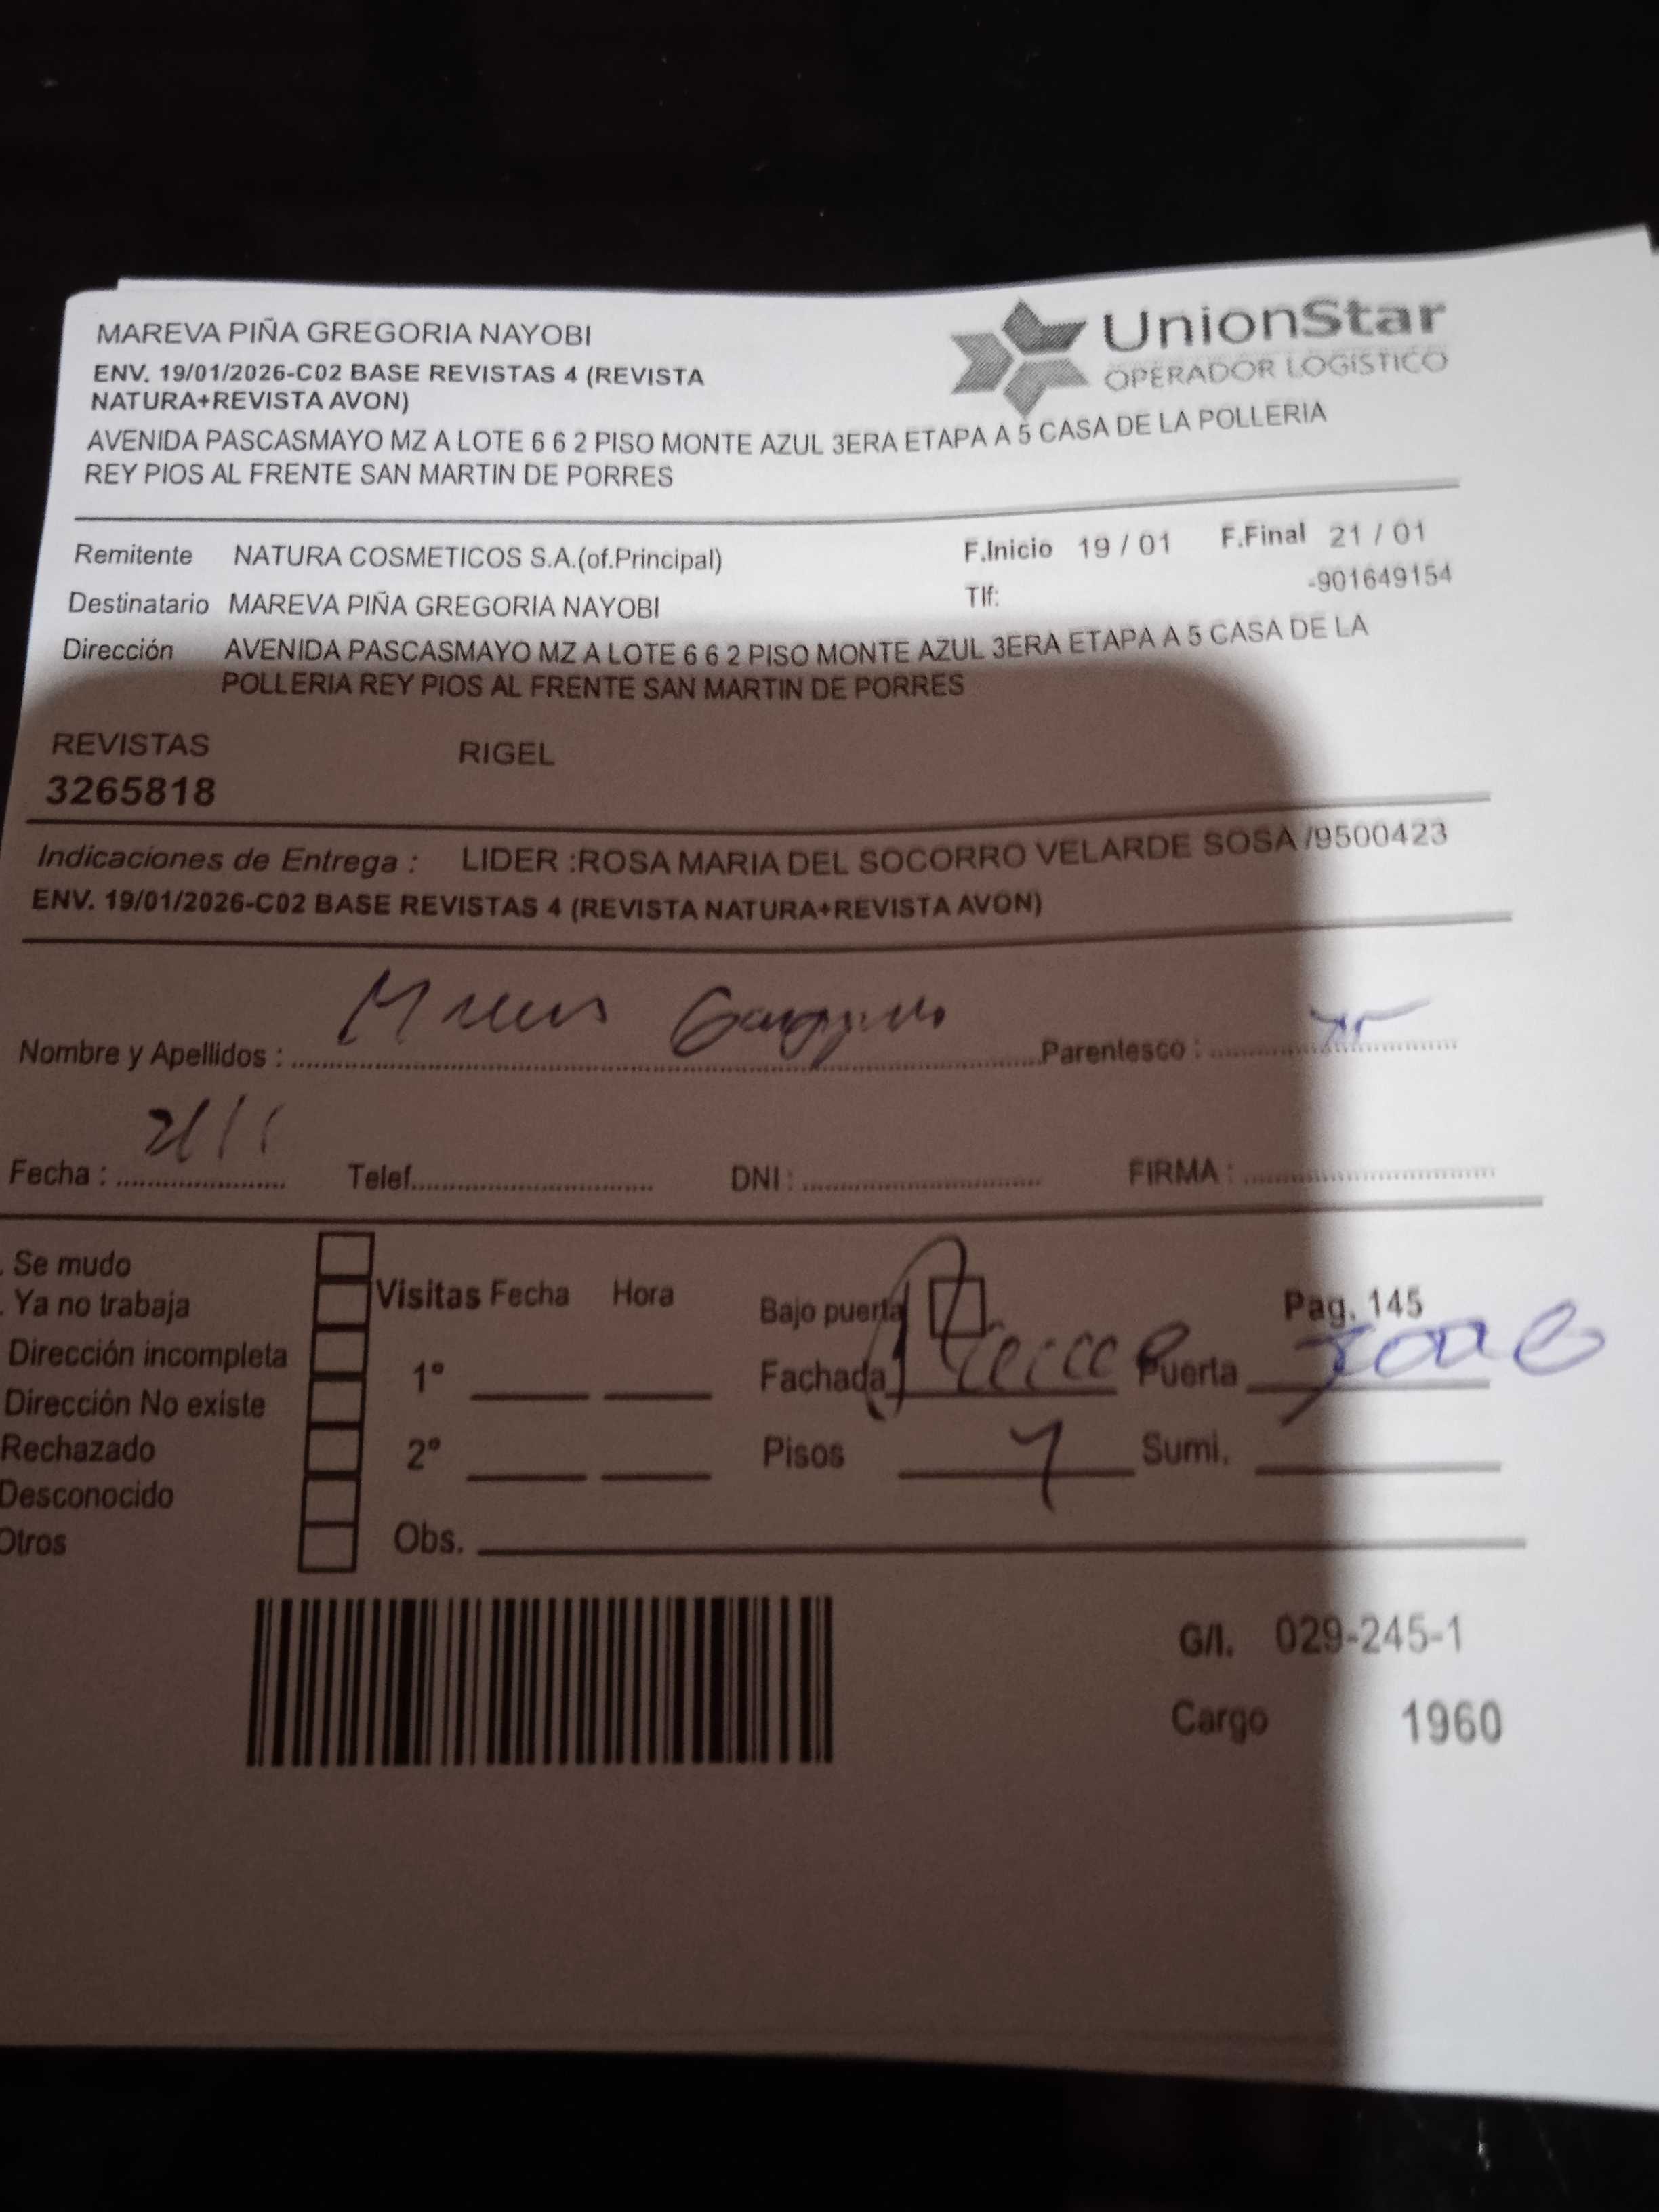 MAREVA PIÑA GREGORIA NAYOBI
UnionStar
OPERADOR LOGÍSTICO
ENV. 19/01/2026-C02 BASE REVISTAS 4 (REVISTA
NATURA+REVISTA AVON)
AVENIDA PASCASMAYO MZ A LOTE 6 6 2 PISO MONTE AZUL 3ERA ETAPA A 5 CASA DE LA POLLERIA
REY PIOS AL FRENTE SAN MARTIN DE PORRES
Remitente NATURA COSMETICOS S.A.(of.Principal) F.Inicio 19 / 01 F.Final 21 / 01
Destinatario MAREVA PIÑA GREGORIA NAYOBI Tlf: -901649154
Dirección AVENIDA PASCASMAYO MZ A LOTE 6 6 2 PISO MONTE AZUL 3ERA ETAPA A 5 CASA DE LA
POLLERIA REY PIOS AL FRENTE SAN MARTIN DE PORRES
REVISTAS RIGEL
3265818
Indicaciones de Entrega : LIDER :ROSA MARIA DEL SOCORRO VELARDE SOSA /9500423
ENV. 19/01/2026-C02 BASE REVISTAS 4 (REVISTA NATURA+REVISTA AVON)
Nombre y Apellidos : Parentesco :
Fecha : 21/1 Telef. DNI : FIRMA :
. Se mudo
. Ya no trabaja
Dirección incompleta
Dirección No existe
Rechazado
Desconocido
Otros
Visitas Fecha Hora
1°
2°
Obs.
Bajo puerta Pag. 145
Fachada Puerta
Pisos Sumi.
G/I. 029-245-1
Cargo 1960